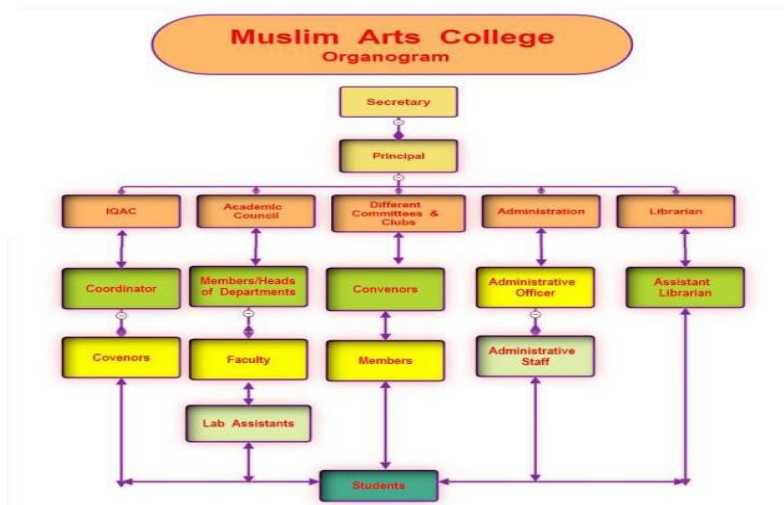 Muslim Arts College
Organogram
Secretary
Principal
IQAC
Academic
Council
Different
Committees &
Clubs
Administration
Librarian
Coordinator
Members/Heads
of Departments
Convenors
Administrative
Officer
Assistant
Librarian
Covenors
Faculty
Members
Administrative
Staff
Lab Assistants
Students